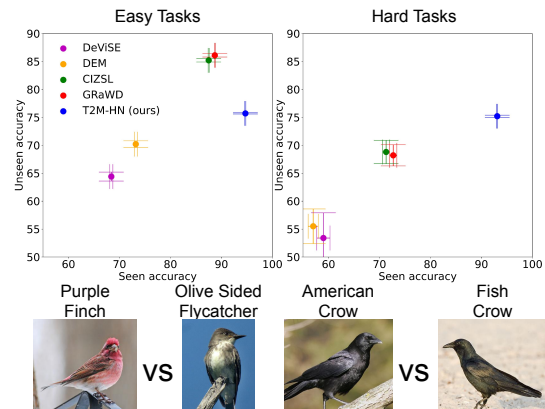 Easy Tasks
Hard Tasks
90
85
80
75
70
65
60
55
50
Unseen accuracy
DeViSE
DEM
CIZSL
GRaWD
T2M-HN (ours)
60
70
80
90
100
Seen accuracy
90
85
80
75
70
65
60
55
50
Unseen accuracy
60
70
80
90
100
Seen accuracy
Purple
Finch
Olive Sided
Flycatcher
American
Crow
Fish
Crow
VS
VS